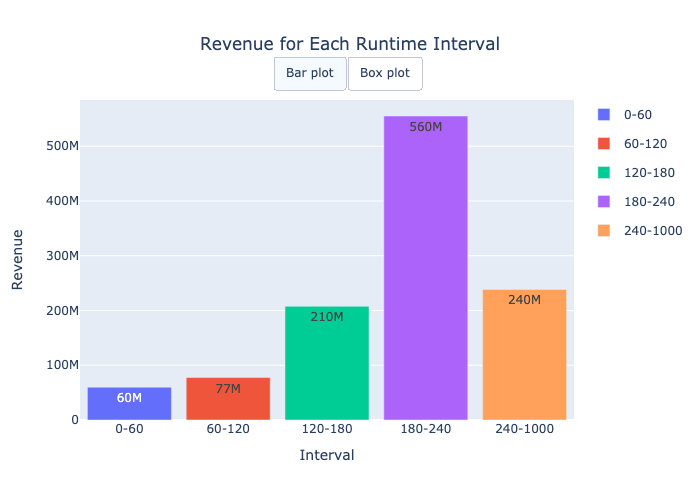 Revenue for Each Runtime Interval
Bar plot Box plot
0-60
60-120
120-180
180-240
240-1000
Revenue
500M
400M
300M
200M
100M
0
60M
77M
210M
560M
240M
0-60 60-120 120-180 180-240 240-1000
Interval